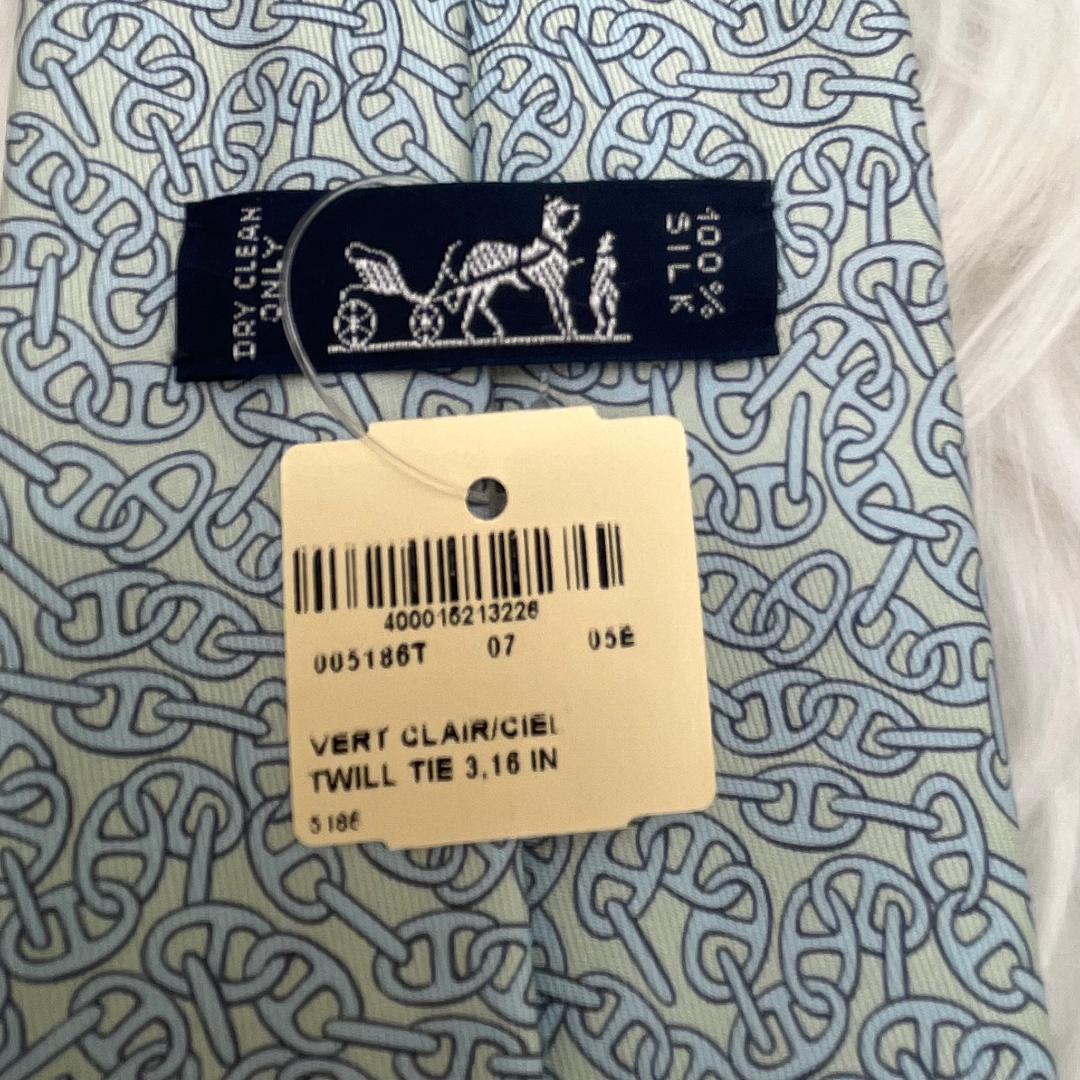 DRY CLEAN
ONLY
100%
SILK
400016213226
005186T 07 05E
VERT CLAIR/CIEL
TWILL TIE 3.16 IN
5186